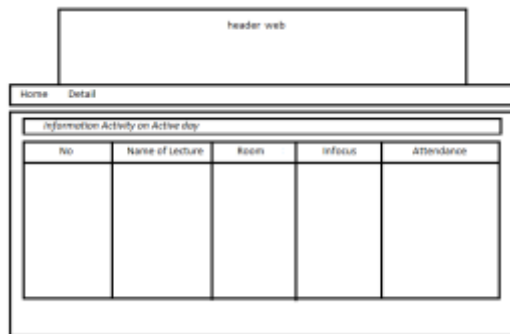 header web
Home Detail
Information Activity on Active day
No Name of Lecture Room Infocus Attendance